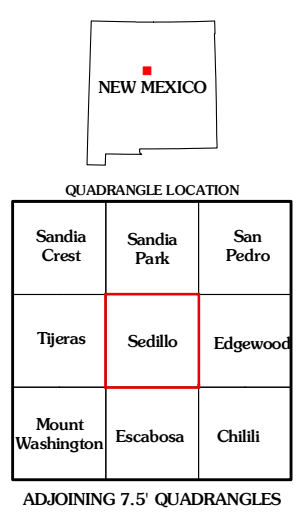 NEW MEXICO
QUADRANGLE LOCATION
Sandia
Crest
Sandia
Park
San
Pedro
Tijeras
Sedillo
Edgewood
Mount
Washington
Escabosa
Chilili
ADJOINING 7.5' QUADRANGLES